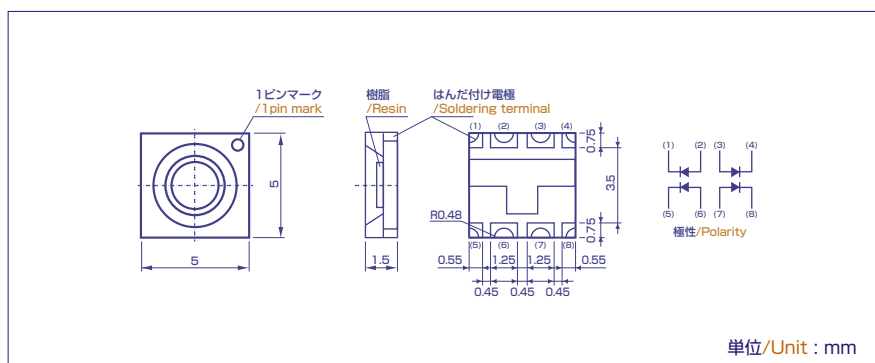 1ピンマーク
/1pin mark
5
5
樹脂
/Resin
1.5
はんだ付け電極
/Soldering terminal
(1) (2) (3) (4)
0.75
3.5
0.75
R0.48
(5) (6) (7) (8)
0.55 1.25 1.25 0.55
0.45 0.45 0.45
(1) (2) (3) (4)
(5) (6) (7) (8)
極性/Polarity
単位/Unit : mm